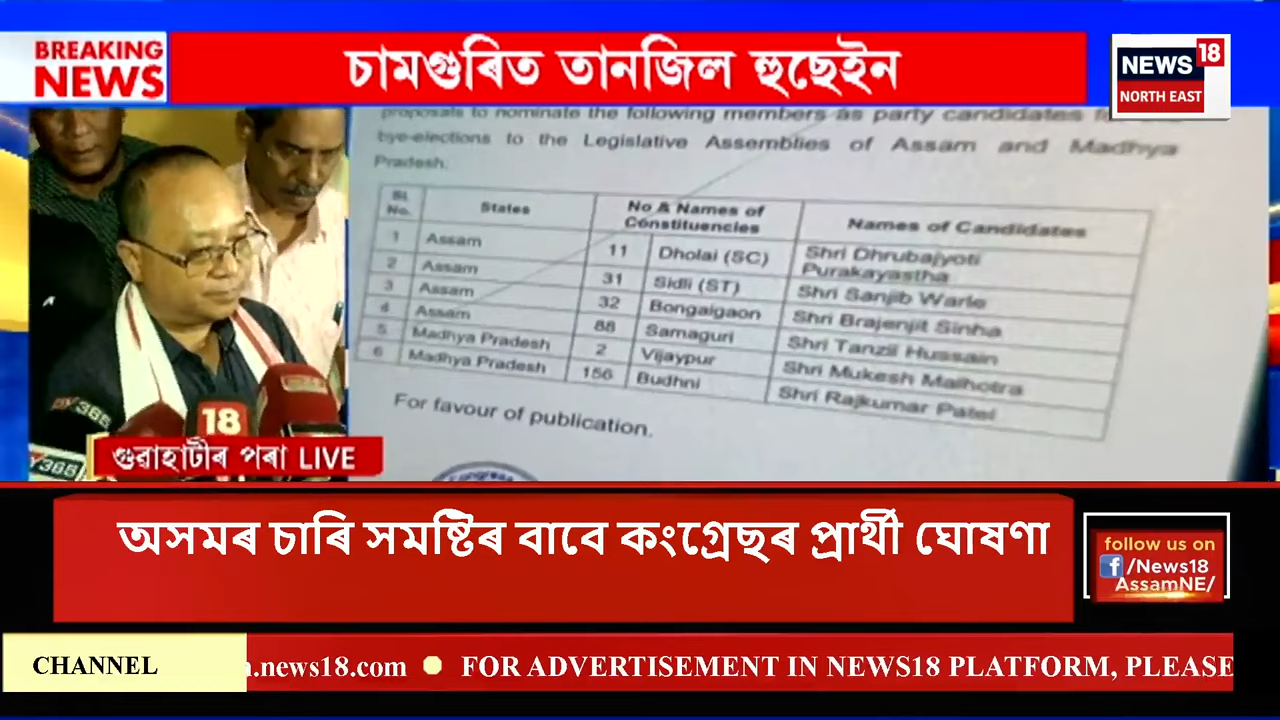 BREAKING
NEWS
চামগুৰিত তানজিল হুছেইন
NEWS 18
NORTH EAST
proposals to nominate the following members as party candidates
bye-elections to the Legislative Assemblies of Assam and Madhya
Pradesh.
Sl. No. States No & Names of Constituencies Names of Candidates
1 Assam 11 Dholai (SC) Shri Dhrubajyoti Purakayastha
2 Assam 31 Sidli (ST) Shri Sanjib Warle
3 Assam 32 Bongaigaon Shri Brajenjit Sinha
4 Assam 88 Samaguri Shri Tanzil Hussain
5 Madhya Pradesh 2 Vijaypur Shri Mukesh Malhotra
6 Madhya Pradesh 156 Budhni Shri Rajkumar Patel
For favour of publication.
365
18
365
গুৱাহাটীৰ পৰা LIVE
অসমৰ চাৰি সমষ্টিৰ বাবে কংগ্ৰেছৰ প্ৰাৰ্থী ঘোষণা
follow us on
f /News18
AssamNE/
CHANNEL
.news18.com FOR ADVERTISEMENT IN NEWS18 PLATFORM, PLEASE